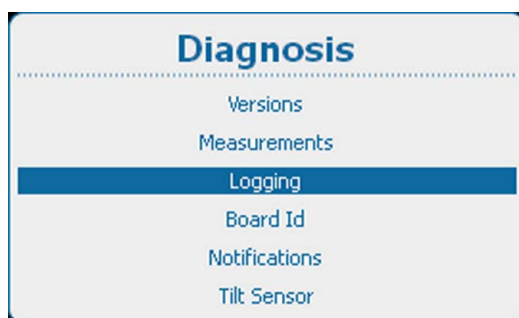 Diagnosis
Versions
Measurements
Logging
Board Id
Notifications
Tilt Sensor